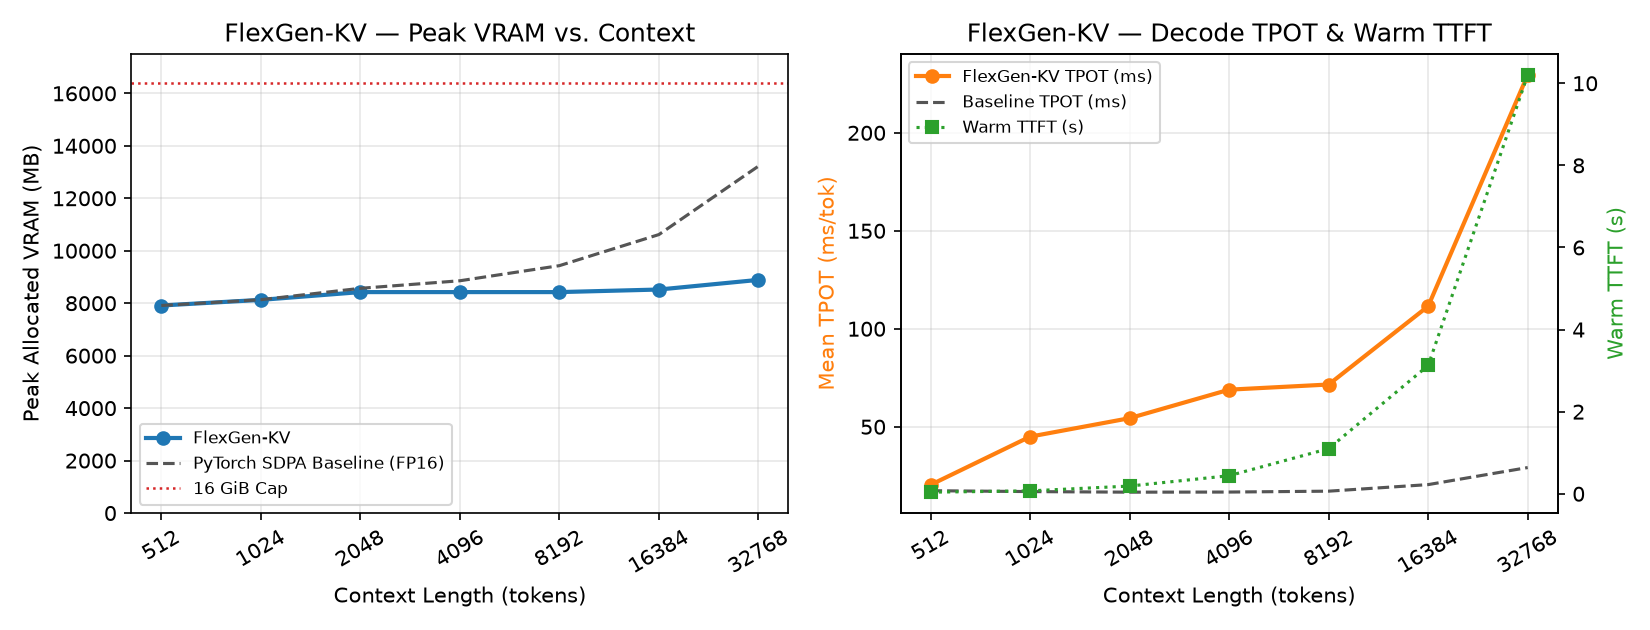 FlexGen-KV — Peak VRAM vs. Context
Peak Allocated VRAM (MB)
16000
14000
12000
10000
8000
6000
4000
2000
0
FlexGen-KV
PyTorch SDPA Baseline (FP16)
16 GiB Cap
512
1024
2048
4096
8192
16384
32768
Context Length (tokens)
FlexGen-KV — Decode TPOT & Warm TTFT
Mean TPOT (ms/tok)
200
150
100
50
FlexGen-KV TPOT (ms)
Baseline TPOT (ms)
Warm TTFT (s)
10
8
6
4
2
0
Warm TTFT (s)
512
1024
2048
4096
8192
16384
32768
Context Length (tokens)